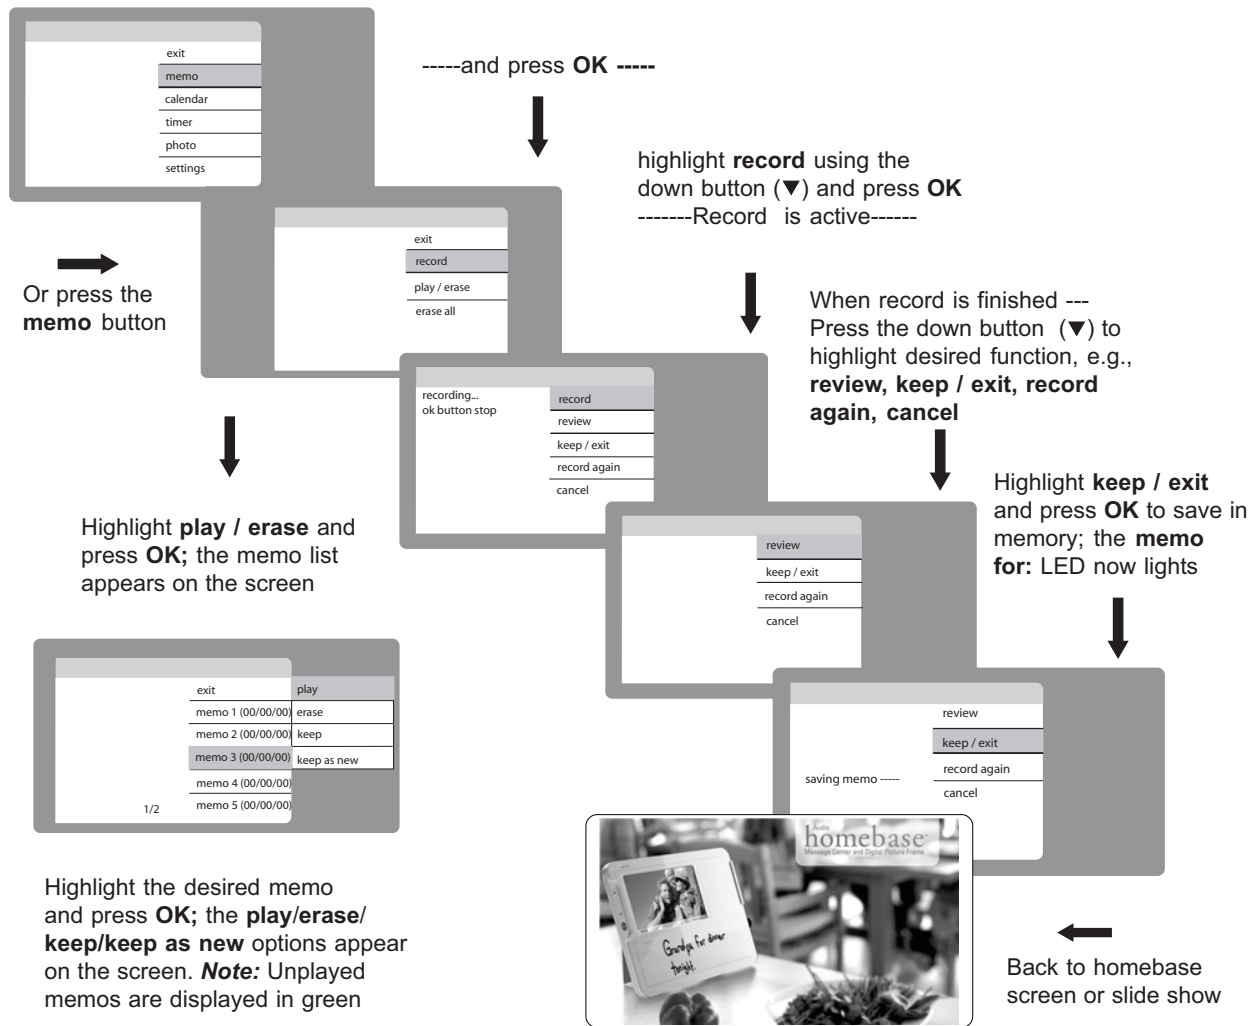 exit
memo
calendar
timer
photo
settings
-----and press OK -----
Or press the
memo button
exit
record
play / erase
erase all
highlight record using the
down button (▼) and press OK
-------Record is active------
recording...
ok button stop
record
review
keep / exit
record again
cancel
When record is finished ---
Press the down button (▼) to
highlight desired function, e.g.,
review, keep / exit, record
again, cancel
review
keep / exit
record again
cancel
Highlight keep / exit
and press OK to save in
memory; the memo
for: LED now lights
saving memo -----
review
keep / exit
record again
cancel
Highlight play / erase and
press OK; the memo list
appears on the screen
exit
memo 1 (00/00/00)
memo 2 (00/00/00)
memo 3 (00/00/00)
memo 4 (00/00/00)
memo 5 (00/00/00)
1/2
play
erase
keep
keep as new
Highlight the desired memo
and press OK; the play/erase/
keep/keep as new options appear
on the screen. Note: Unplayed
memos are displayed in green
Audio
homebase
Message Center and Digital Picture Frame
Grandpa for dinner
tonight.
Back to homebase
screen or slide show